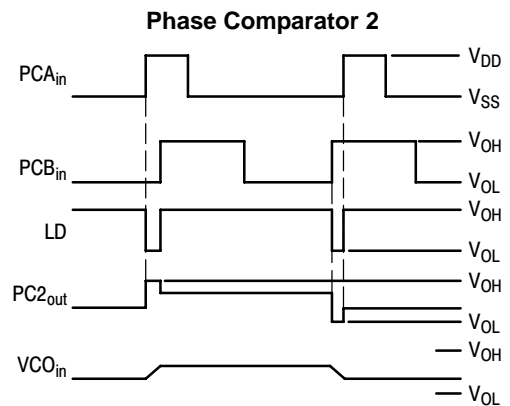 Phase Comparator 2
PCAin
VDD
VSS
PCBin
VOH
VOL
LD
VOH
VOL
PC2out
VOH
VOL
VCOin
VOH
VOL